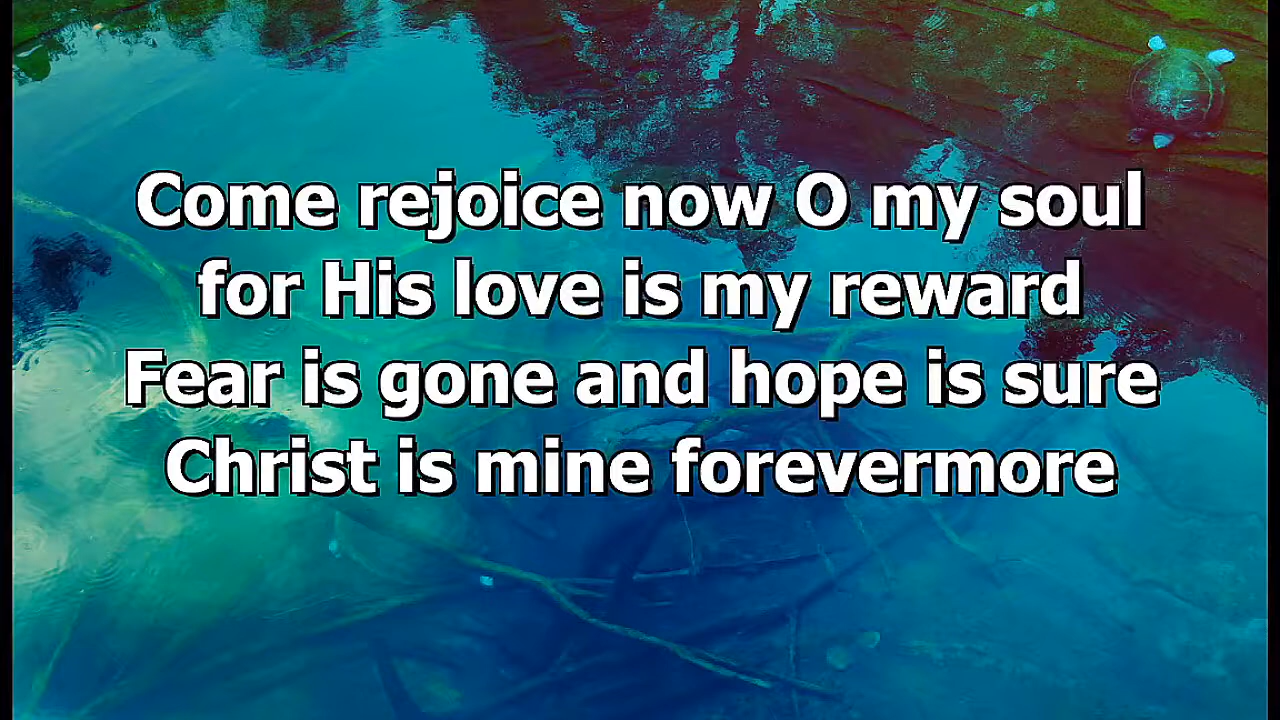 Come rejoice now O my soul
for His love is my reward
Fear is gone and hope is sure
Christ is mine forevermore